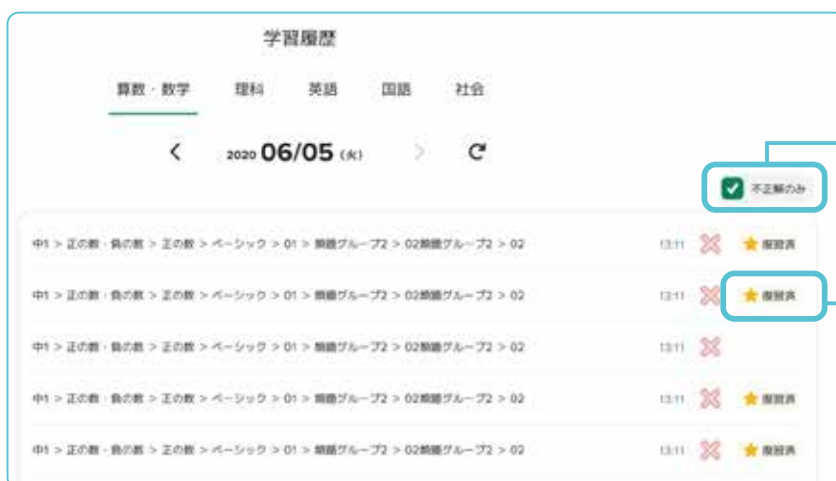 学習履歴
算数・数学 理科 英語 国語 社会
2020 06/05 (火)
不正解のみ
中1 > 正の数・負の数 > 正の数 > ベーシック > 01 > 類題グループ2 > 02類題グループ2 > 02 13:11 復習済
中1 > 正の数・負の数 > 正の数 > ベーシック > 01 > 類題グループ2 > 02類題グループ2 > 02 13:11 復習済
中1 > 正の数・負の数 > 正の数 > ベーシック > 01 > 類題グループ2 > 02類題グループ2 > 02 13:11
中1 > 正の数・負の数 > 正の数 > ベーシック > 01 > 類題グループ2 > 02類題グループ2 > 02 13:11 復習済
中1 > 正の数・負の数 > 正の数 > ベーシック > 01 > 類題グループ2 > 02類題グループ2 > 02 13:11 復習済